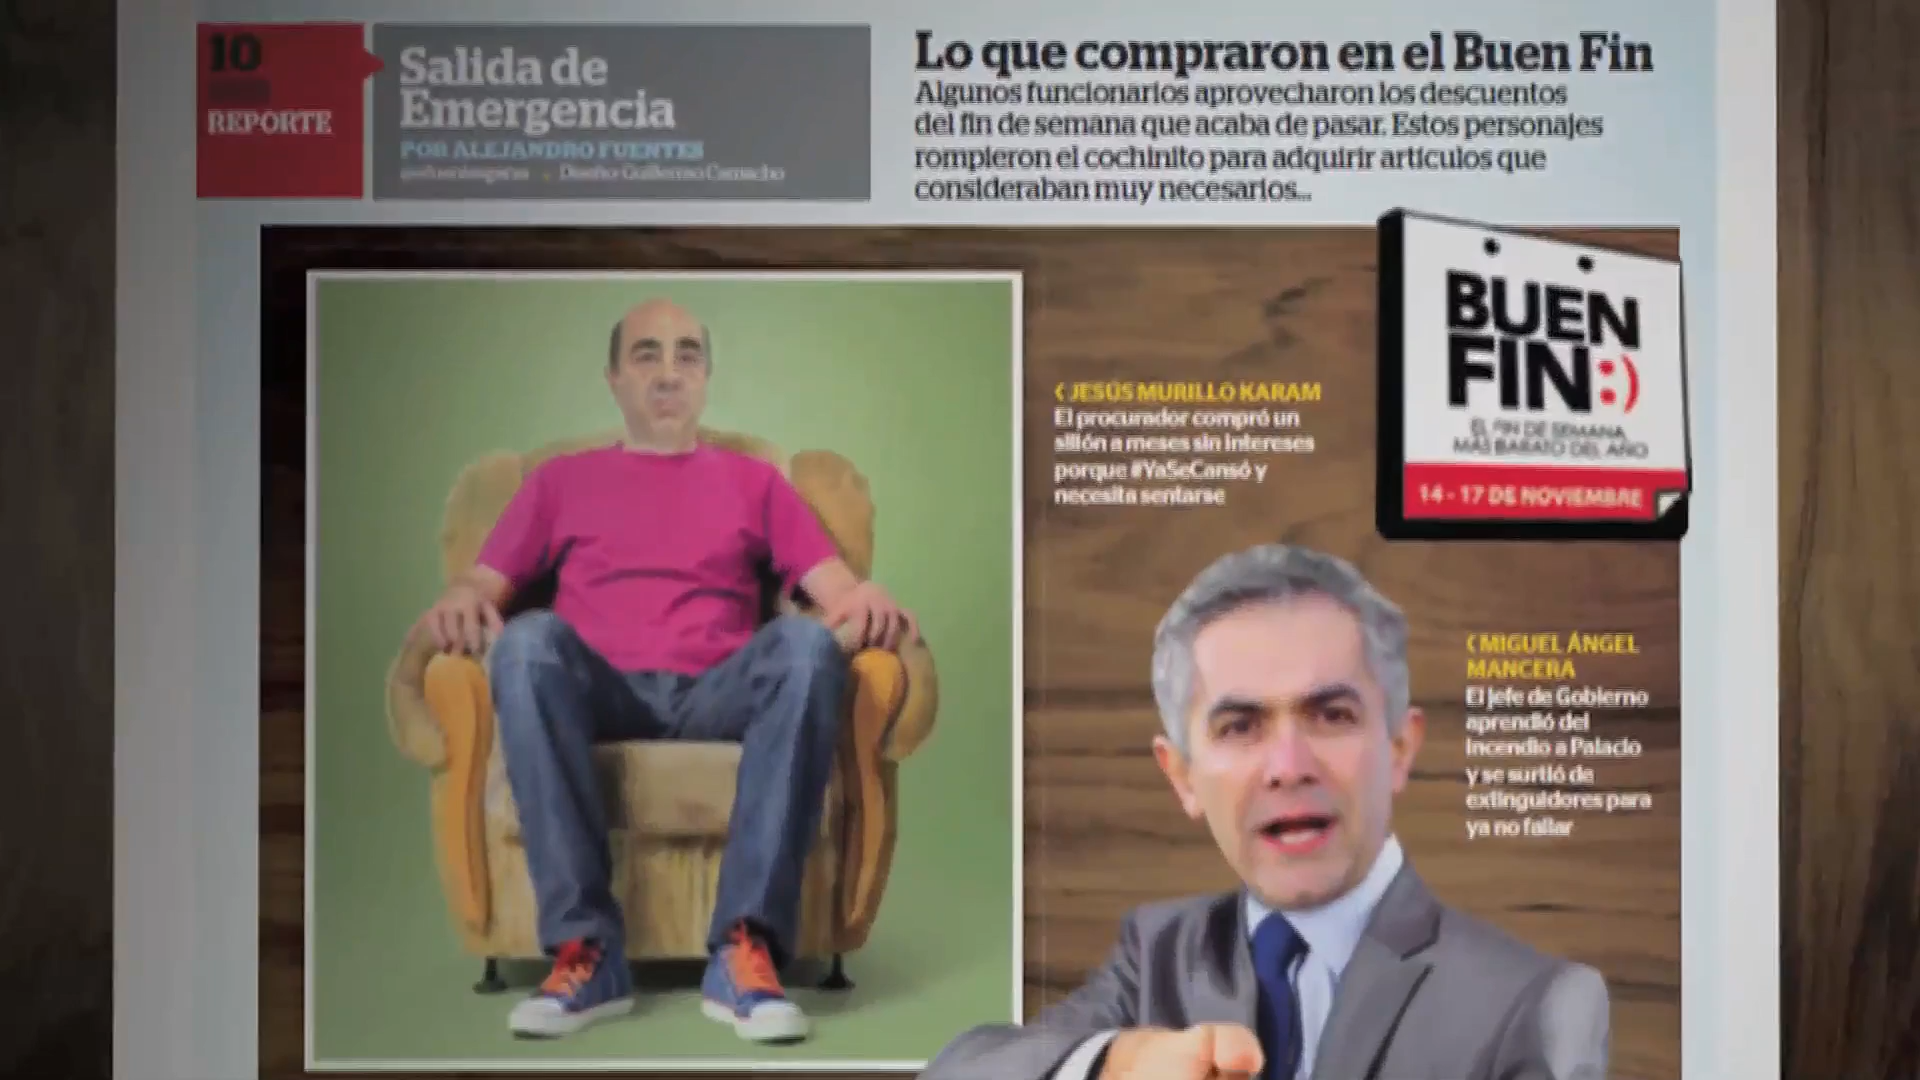 10
REPORTE
Salida de
Emergencia
POR ALEJANDRO FUENTES
Diseño Guillermo Camacho
Lo que compraron en el Buen Fin
Algunos funcionarios aprovecharon los descuentos
del fin de semana que acaba de pasar. Estos personajes
rompieron el cochinito para adquirir artículos que
consideraban muy necesarios...
BUEN
FIN:)
EL FIN DE SEMANA
MÁS BARATO DEL AÑO
14 - 17 DE NOVIEMBRE
JESÚS MURILLO KARAM
El procurador compró un
sillón a meses sin intereses
porque #YaSeCansó y
necesita sentarse
MIGUEL ÁNGEL
MANCERA
El jefe de Gobierno
aprendió del
incendio a Palacio
y se surtió de
extinguidores para
ya no fallar